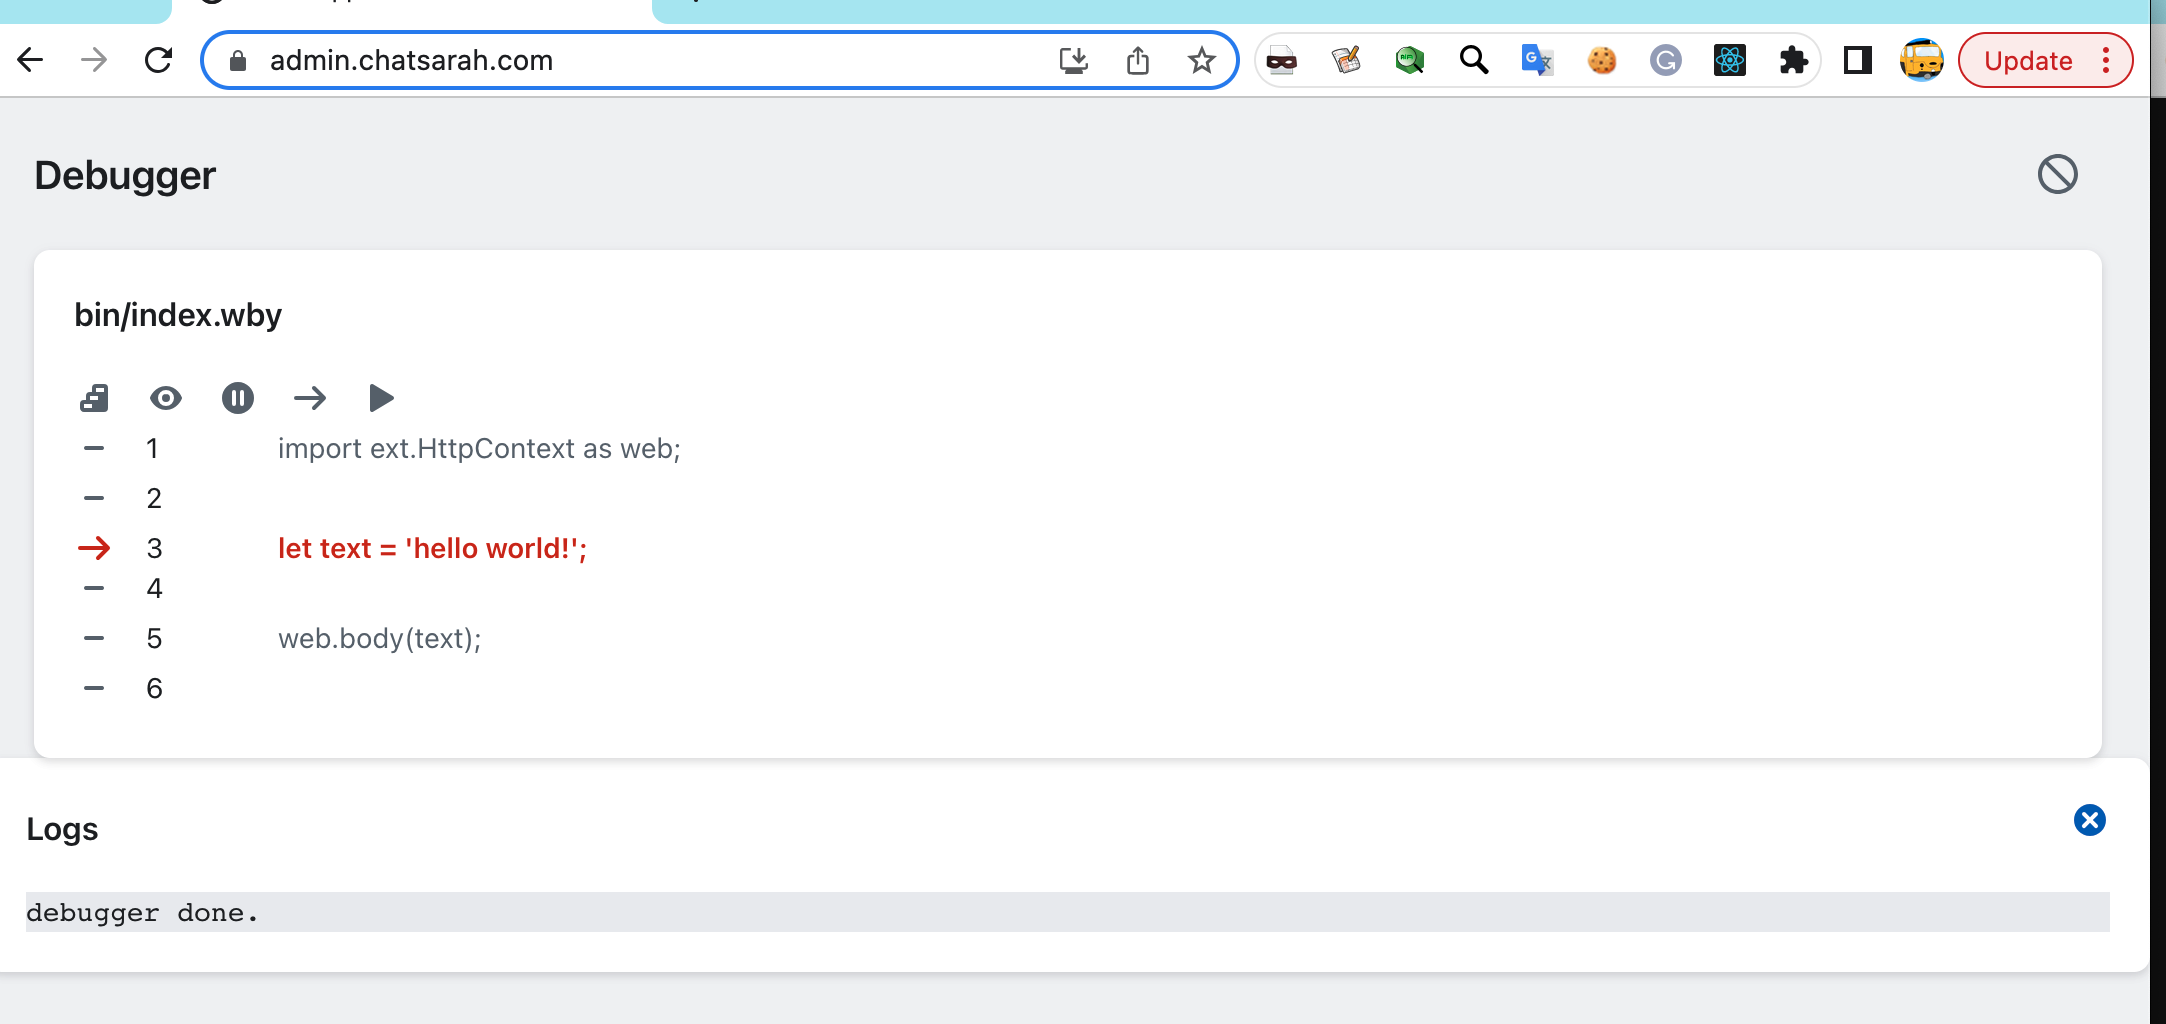 admin.chatsarah.com
Update
Debugger
bin/index.wby
1 import ext.HttpContext as web;
2
3 let text = 'hello world!';
4
5 web.body(text);
6
Logs
debugger done.